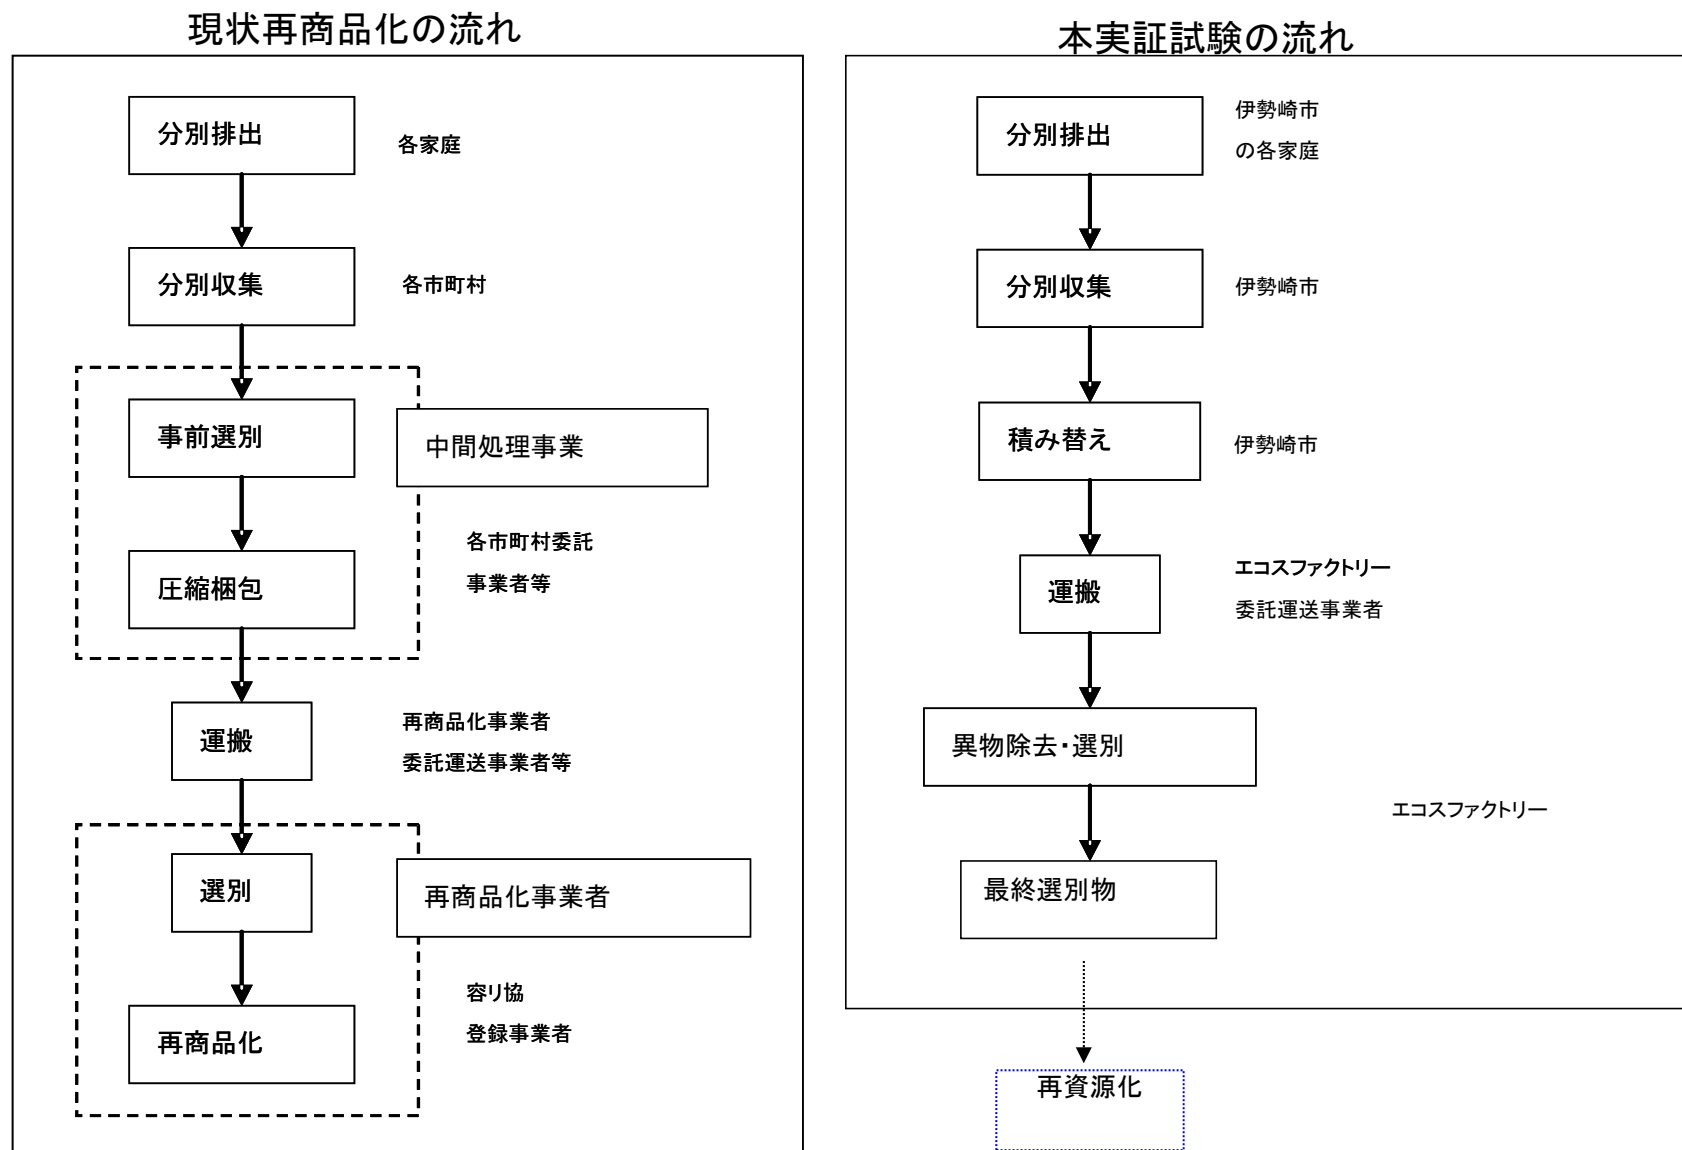 現状再商品化の流れ
分別排出
各家庭
分別収集
各市町村
事前選別
中間処理事業
各市町村委託
事業者等
圧縮梱包
運搬
再商品化事業者
委託運送事業者等
選別
再商品化事業者
容リ協
登録事業者
再商品化
本実証試験の流れ
分別排出
伊勢崎市
の各家庭
分別収集
伊勢崎市
積み替え
伊勢崎市
運搬
エコスファクトリー
委託運送事業者
異物除去・選別
エコスファクトリー
最終選別物
再資源化